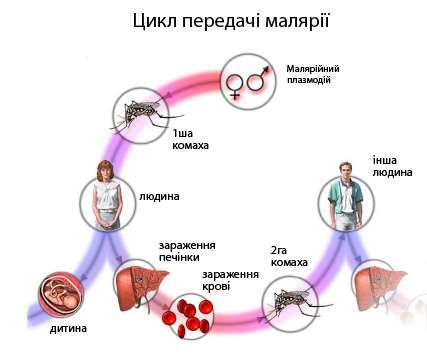 Цикл передачі малярії
Малярійний
плазмодій
1ша
комаха
людина
інша
людина
зараження
печінки
2га
комаха
зараження
крові
дитина